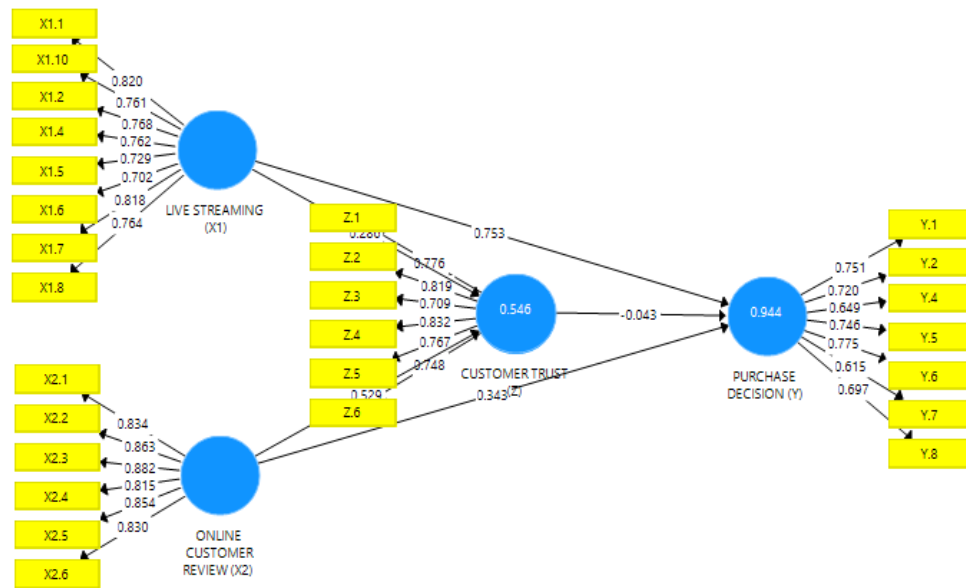 X1.1
X1.10
X1.2
X1.4
X1.5
X1.6
X1.7
X1.8
0.820
0.761
0.768
0.762
0.729
0.702
0.818
0.764
LIVE STREAMING
(X1)
X2.1
X2.2
X2.3
X2.4
X2.5
X2.6
0.834
0.863
0.882
0.815
0.854
0.830
ONLINE
CUSTOMER
REVIEW (X2)
Z.1
Z.2
Z.3
Z.4
Z.5
Z.6
0.280
0.776
0.819
0.709
0.832
0.767
0.748
0.529
0.546
CUSTOMER TRUST
(Z)
0.753
-0.043
0.343
0.944
PURCHASE
DECISION (Y)
0.751
0.720
0.649
0.746
0.775
0.615
0.697
Y.1
Y.2
Y.4
Y.5
Y.6
Y.7
Y.8